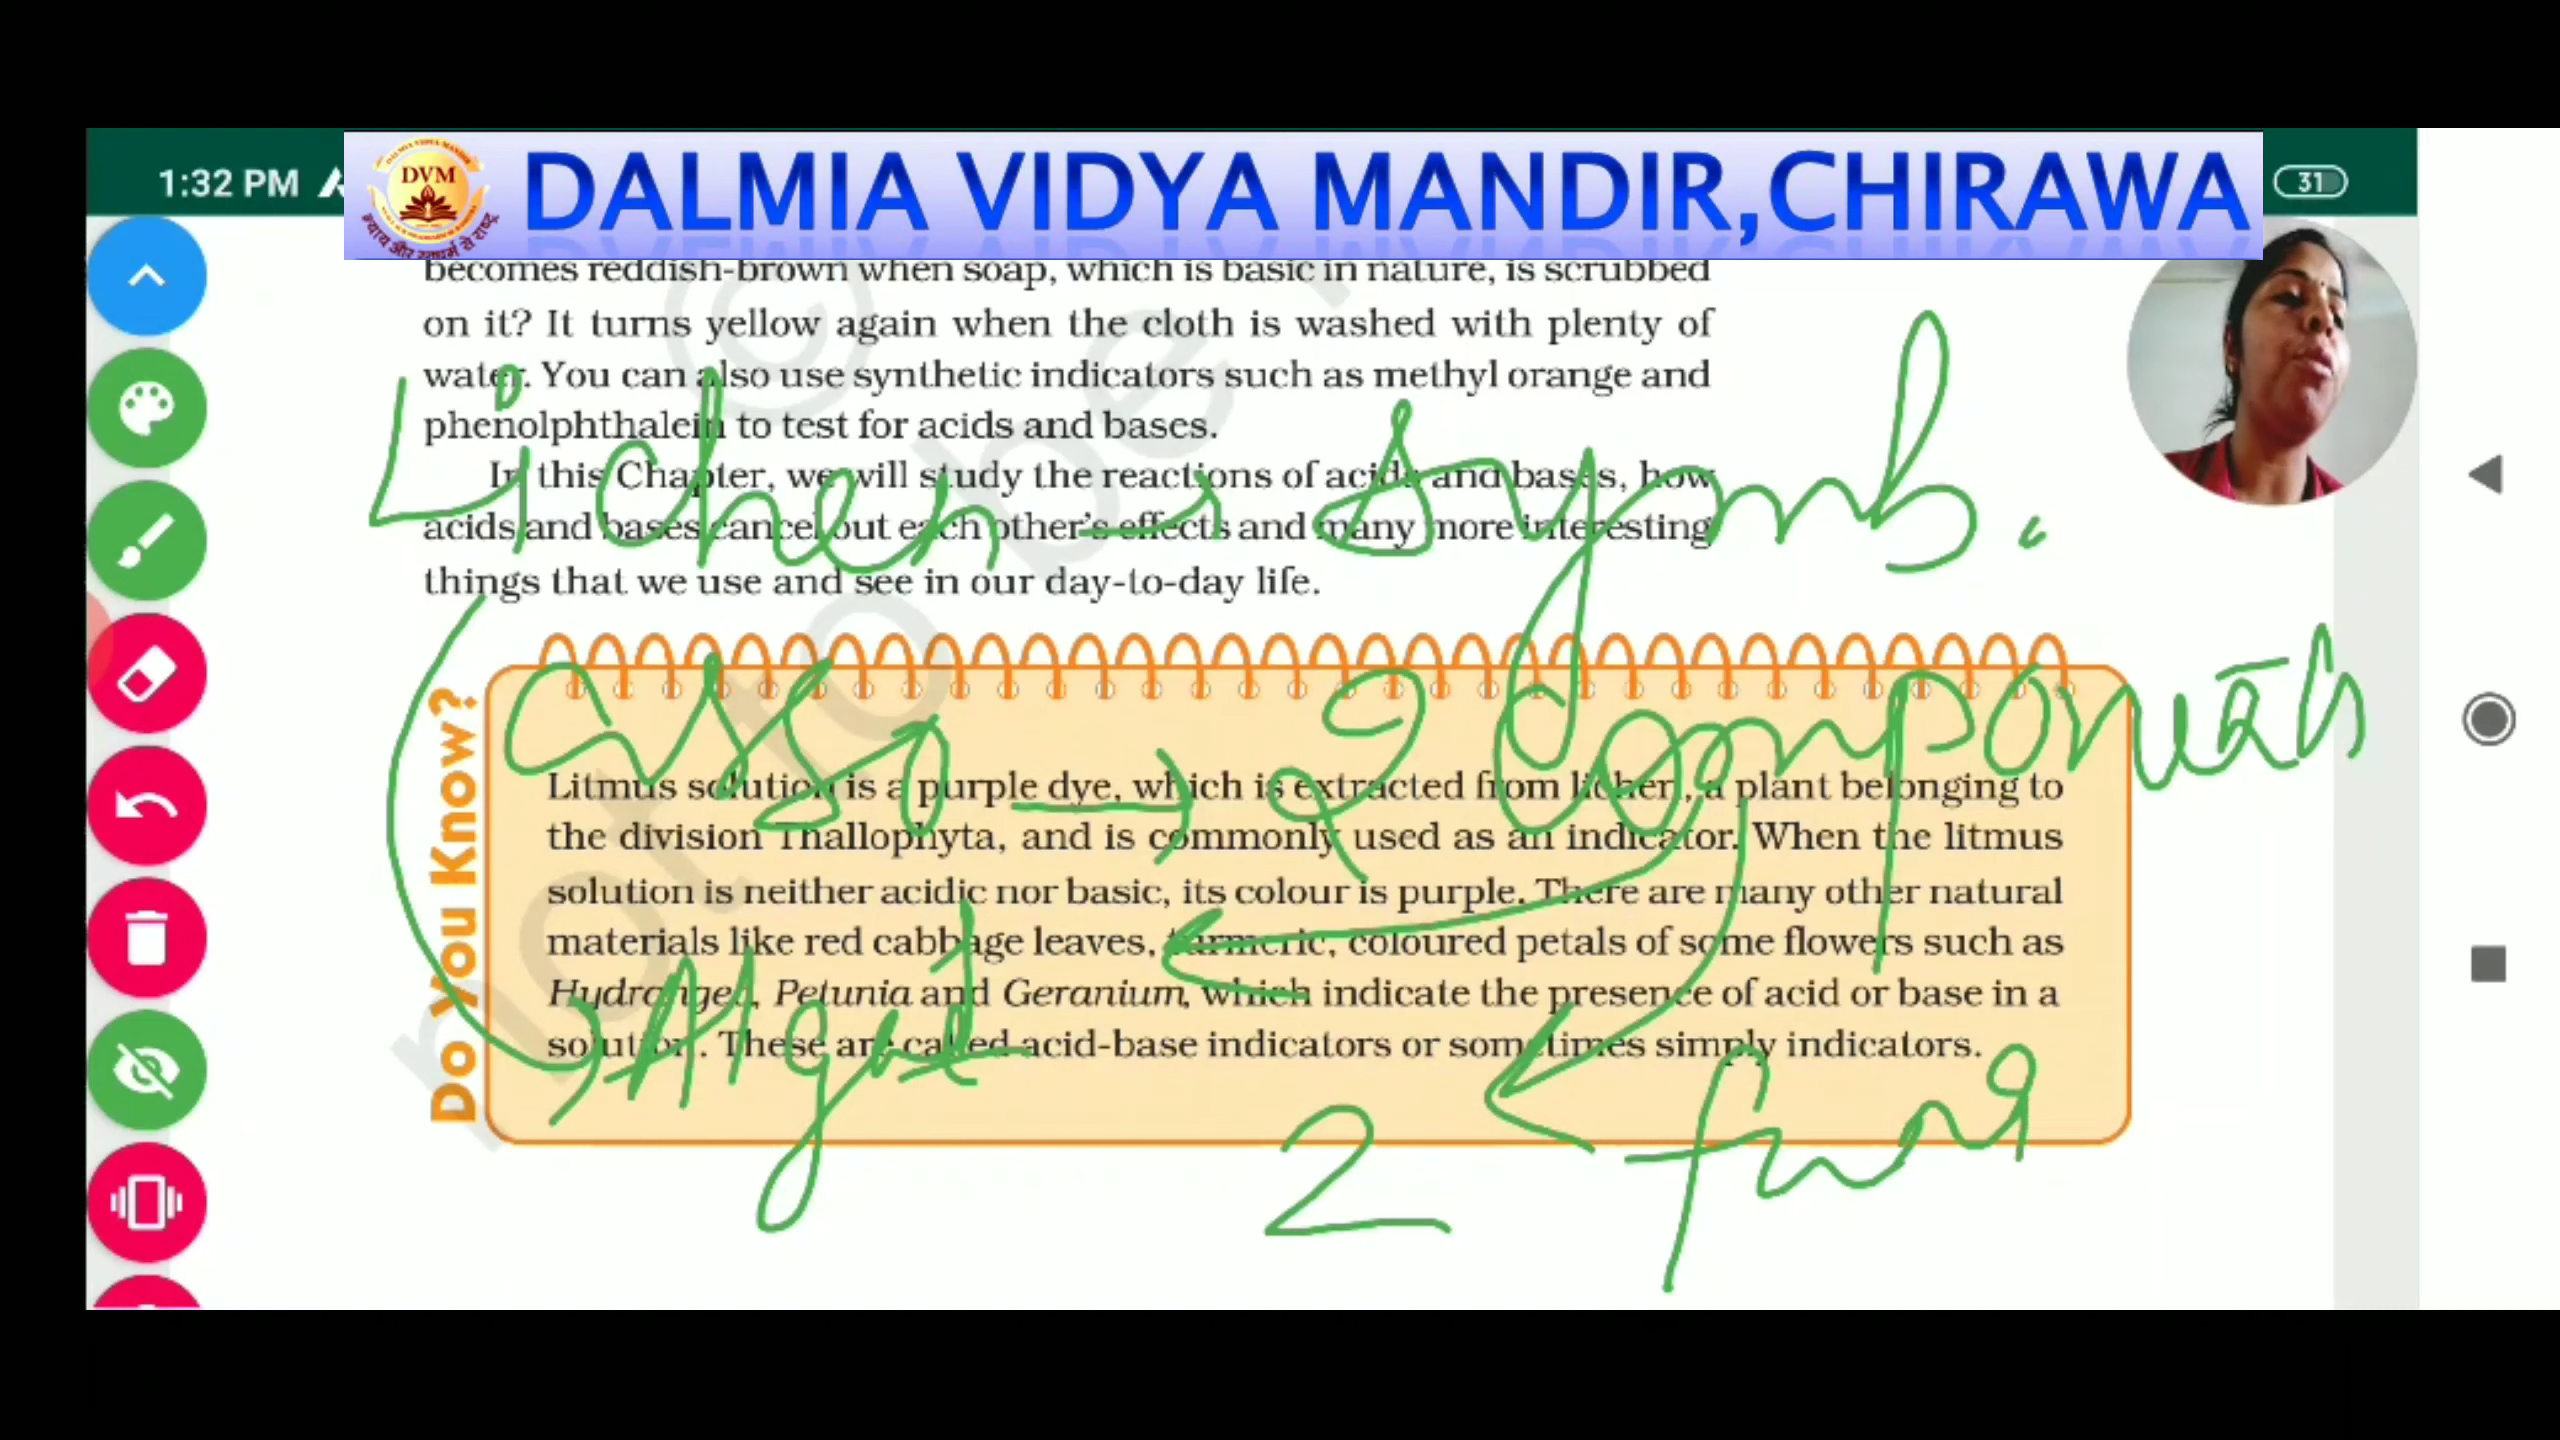 1:32 PM
DVM
DALMIA VIDYA MANDIR,CHIRAWA
31
becomes reddish-brown when soap, which is basic in nature, is scrubbed
on it? It turns yellow again when the cloth is washed with plenty of
water. You can also use synthetic indicators such as methyl orange and
phenolphthalein to test for acids and bases.
In this Chapter, we will study the reactions of acids and bases, how
acids and bases cancel out each other's effects and many more interesting
things that we use and see in our day-to-day life.
Lichen → Symb.
Asso → 2 Components
Do You Know?
Litmus solution is a purple dye, which is extracted from lichen, a plant belonging to
the division Thallophyta, and is commonly used as an indicator. When the litmus
solution is neither acidic nor basic, its colour is purple. There are many other natural
materials like red cabbage leaves, turmeric, coloured petals of some flowers such as
Hydrangea, Petunia and Geranium, which indicate the presence of acid or base in a
solution. These are called acid-base indicators or sometimes simply indicators.
2